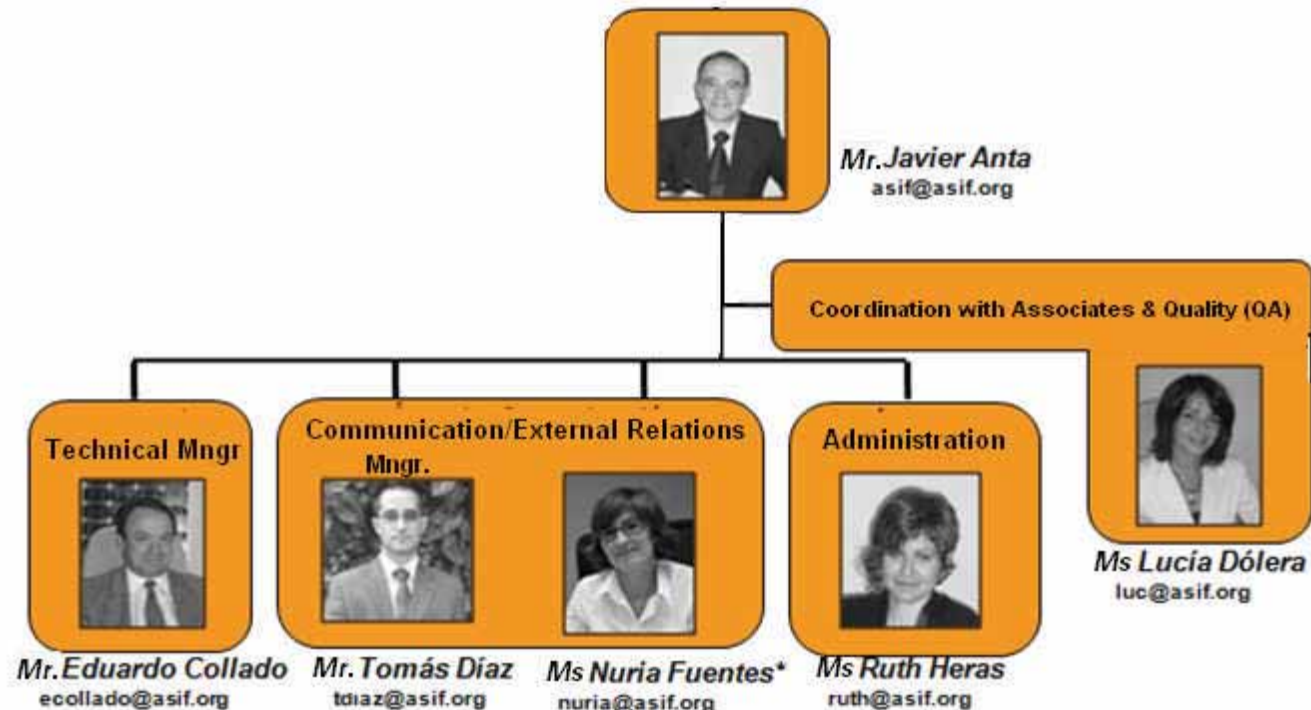 Mr. Javier Anta
asif@asif.org
Coordination with Associates & Quality (QA)
Technical Mngr
Communication/External Relations
Mngr.
Administration
Ms Lucía Dólera
luc@asif.org
Mr. Eduardo Collado
ecollado@asif.org
Mr. Tomás Díaz
tdiaz@asif.org
Ms Nuria Fuentes*
nuria@asif.org
Ms Ruth Heras
ruth@asif.org